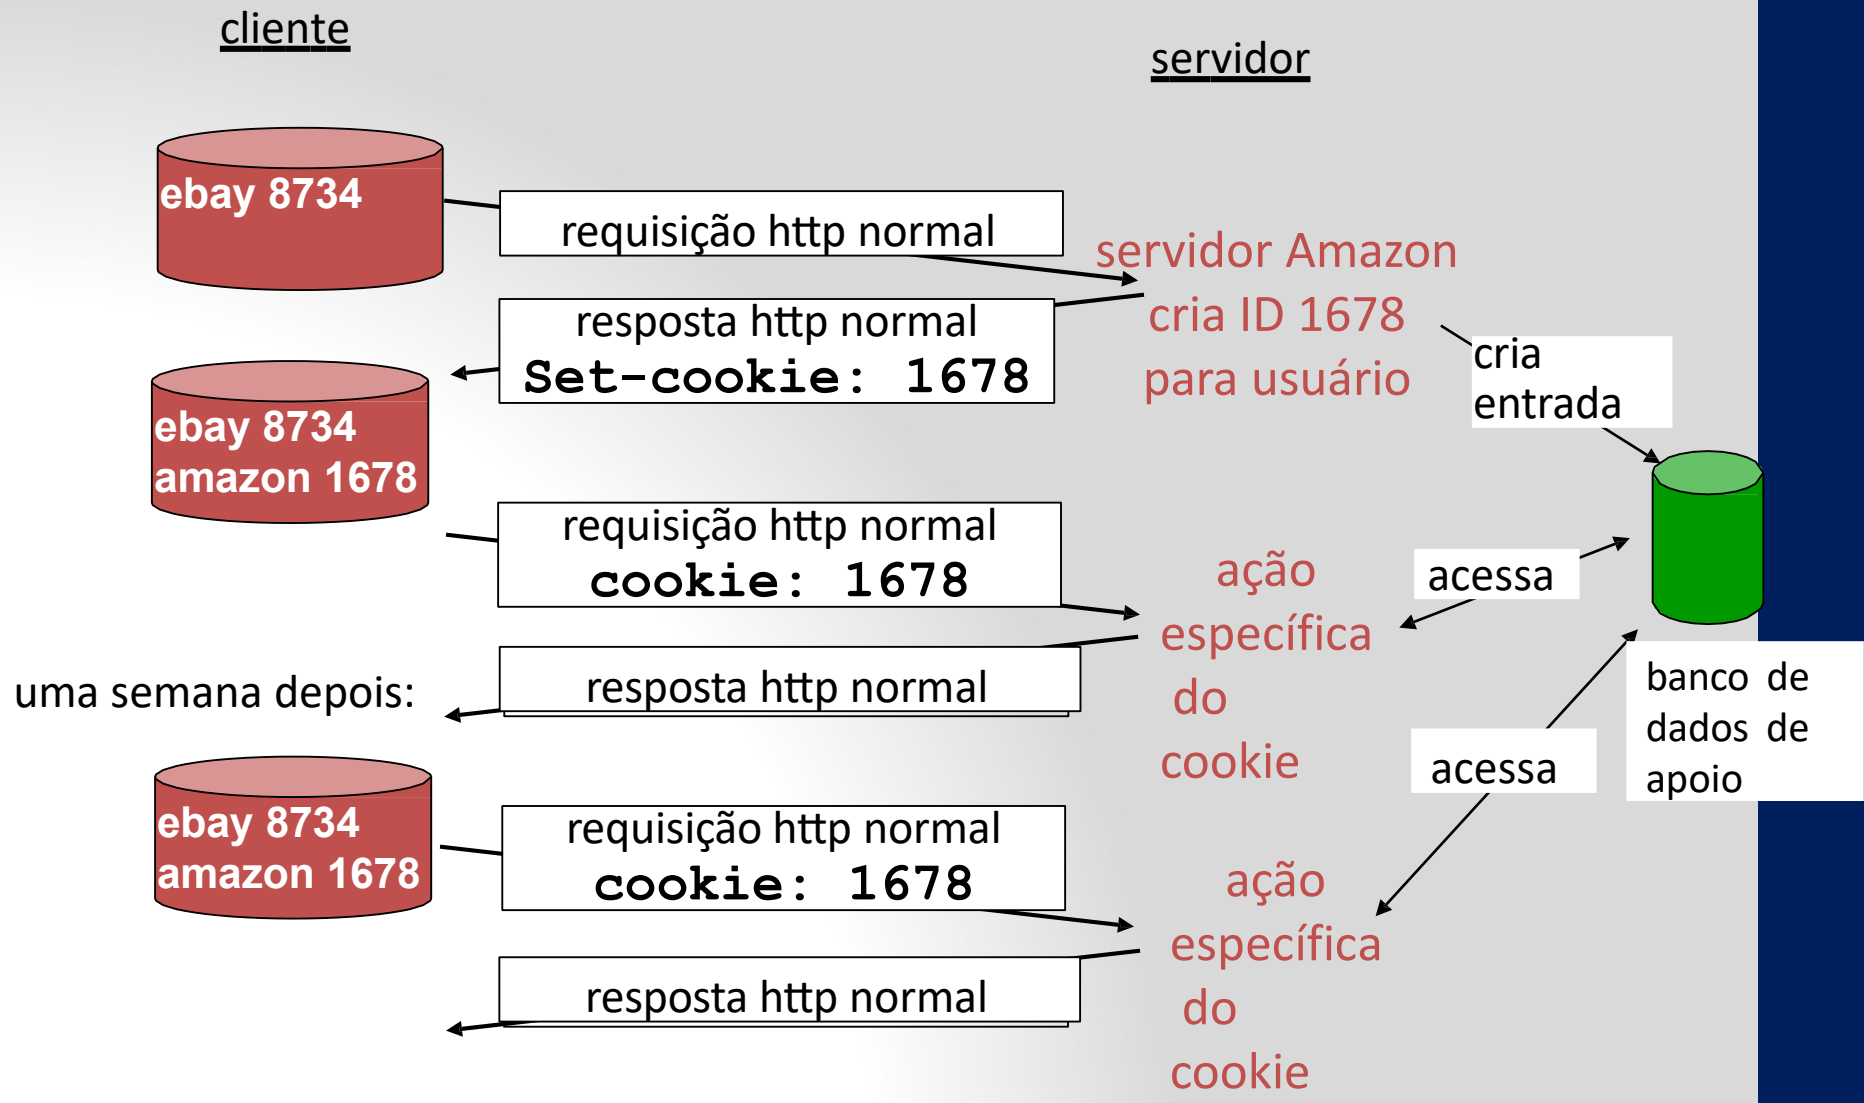 cliente
servidor
ebay 8734
requisição http normal
servidor Amazon
cria ID 1678
para usuário
resposta http normal
Set-cookie: 1678
cria
entrada
ebay 8734
amazon 1678
requisição http normal
cookie: 1678
ação
específica
do
cookie
acessa
resposta http normal
uma semana depois:
banco de
dados de
apoio
acessa
ebay 8734
amazon 1678
requisição http normal
cookie: 1678
ação
específica
do
cookie
resposta http normal